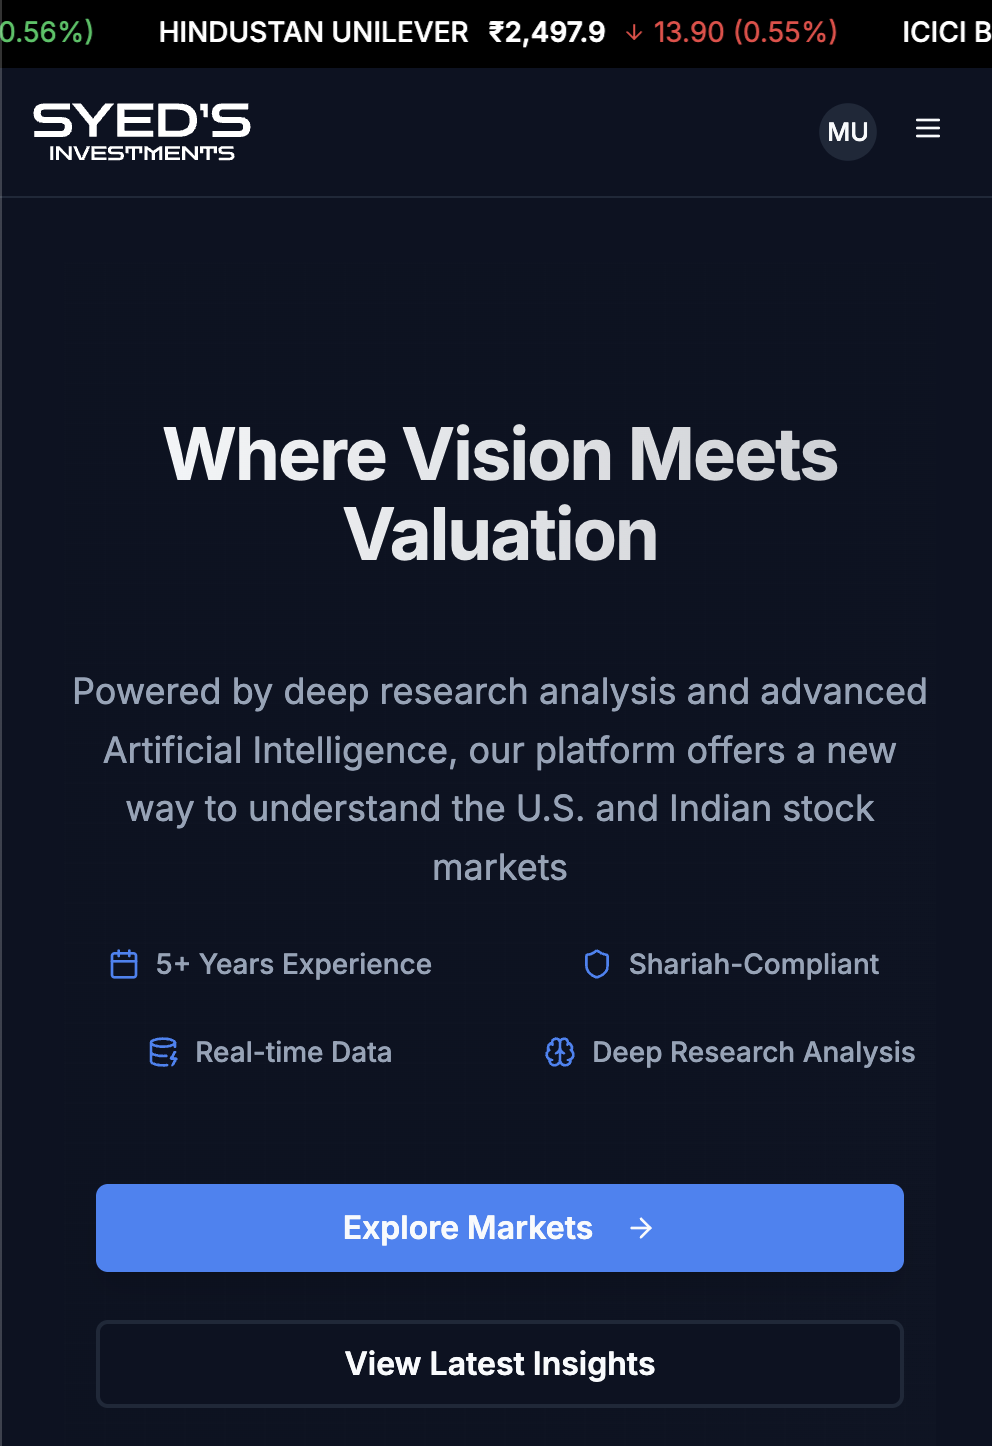 0.56%) HINDUSTAN UNILEVER ₹2,497.9 ↓ 13.90 (0.55%) ICICI B
SYED'S
INVESTMENTS
MU
Where Vision Meets
Valuation
Powered by deep research analysis and advanced
Artificial Intelligence, our platform offers a new
way to understand the U.S. and Indian stock
markets
5+ Years Experience
Shariah-Compliant
Real-time Data
Deep Research Analysis
Explore Markets →
View Latest Insights